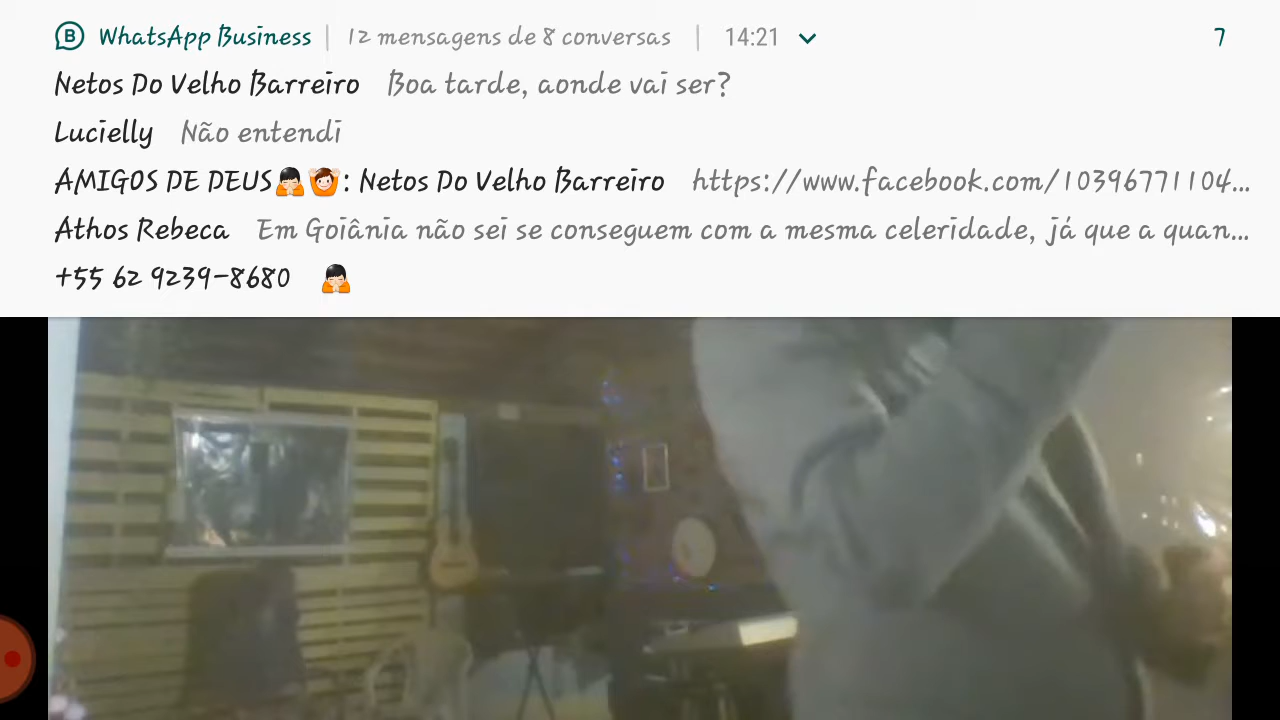 WhatsApp Business | 12 mensagens de 8 conversas | 14:21 7
Netos Do Velho Barreiro Boa tarde, aonde vai ser?
Lucielly Não entendi
AMIGOS DE DEUS🙏🏻🙆🏻: Netos Do Velho Barreiro https://www.facebook.com/10396771104...
Athos Rebeca Em Goiânia não sei se conseguem com a mesma celeridade, já que a quan...
+55 62 9239-8680 🙏🏻